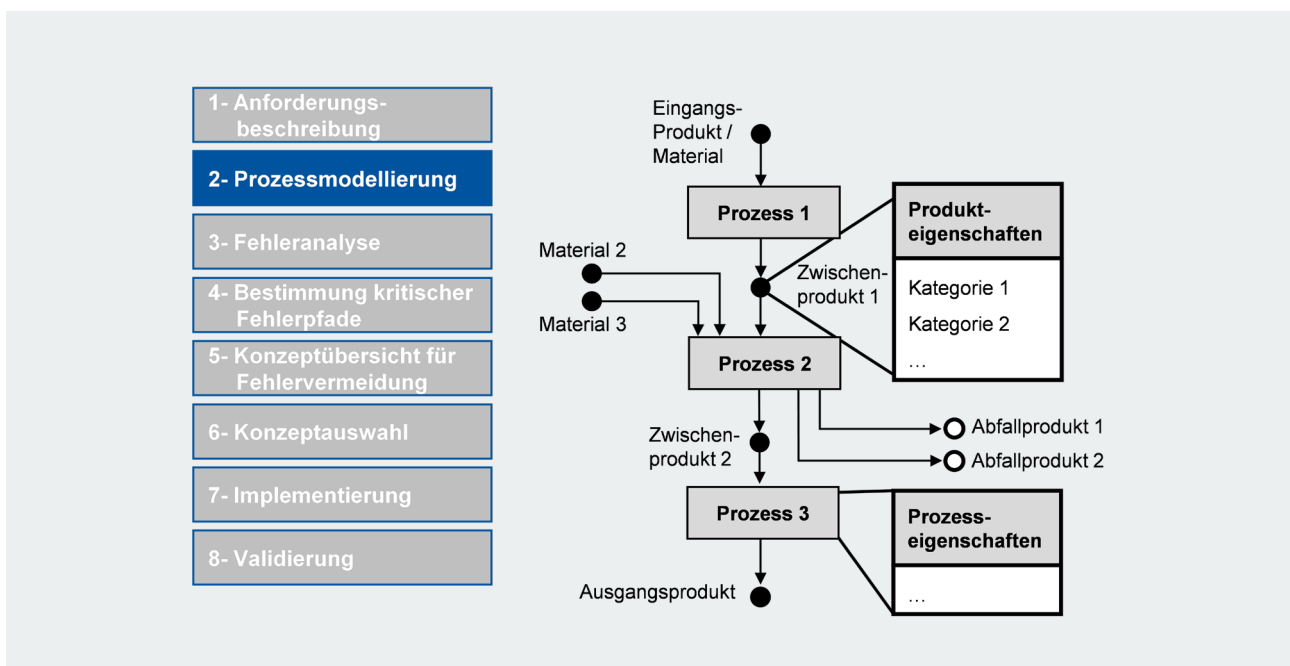 1- Anforderungs-
beschreibung
2- Prozessmodellierung
3- Fehleranalyse
4- Bestimmung kritischer
Fehlerpfade
5- Konzeptübersicht für
Fehlervermeidung
6- Konzeptauswahl
7- Implementierung
8- Validierung
Eingangs-
Produkt /
Material
Prozess 1
Material 2
Material 3
Zwischen-
produkt 1
Produkt-
eigenschaften
Kategorie 1
Kategorie 2
...
Prozess 2
Abfallprodukt 1
Abfallprodukt 2
Zwischen-
produkt 2
Prozess 3
Prozess-
eigenschaften
...
Ausgangsprodukt